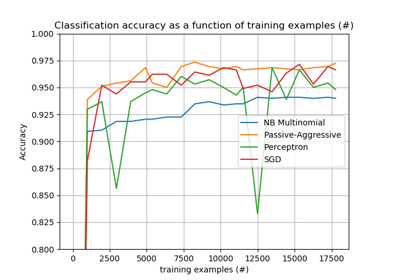 Classification accuracy as a function of training examples (#)
1.000
0.975
0.950
0.925
0.900
0.875
0.850
0.825
0.800
Accuracy
NB Multinomial
Passive-Aggressive
Perceptron
SGD
0 2500 5000 7500 10000 12500 15000 17500
training examples (#)